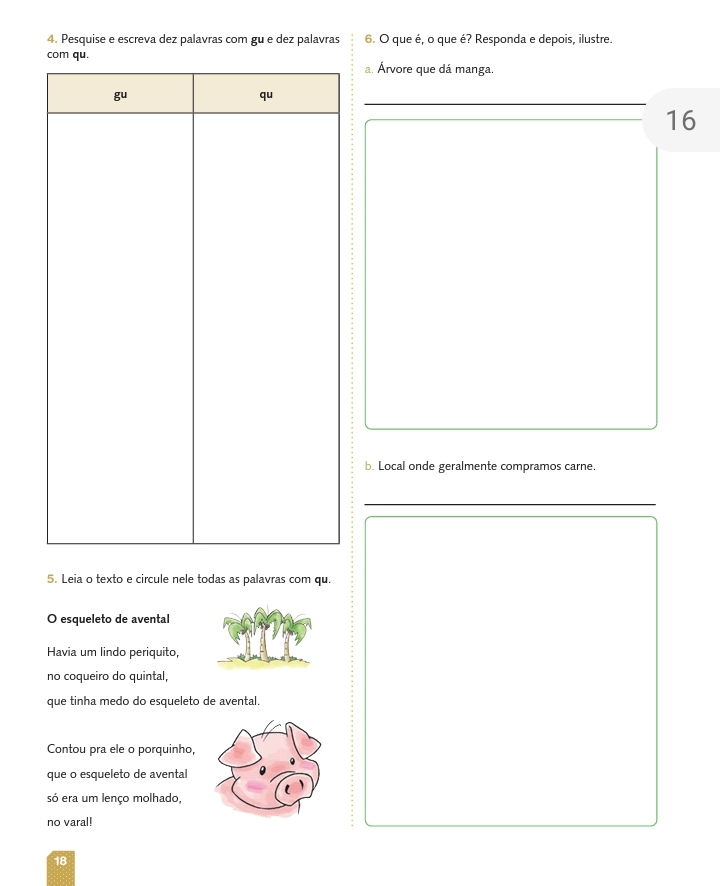 4. Pesquise e escreva dez palavras com gu e dez palavras
com qu.
gu
qu
5. Leia o texto e circule nele todas as palavras com qu.
O esqueleto de avental
Havia um lindo periquito,
no coqueiro do quintal,
que tinha medo do esqueleto de avental.
Contou pra ele o porquinho,
que o esqueleto de avental
só era um lenço molhado,
no varal!
18
6. O que é, o que é? Responda e depois, ilustre.
a. Árvore que dá manga.
16
b. Local onde geralmente compramos carne.